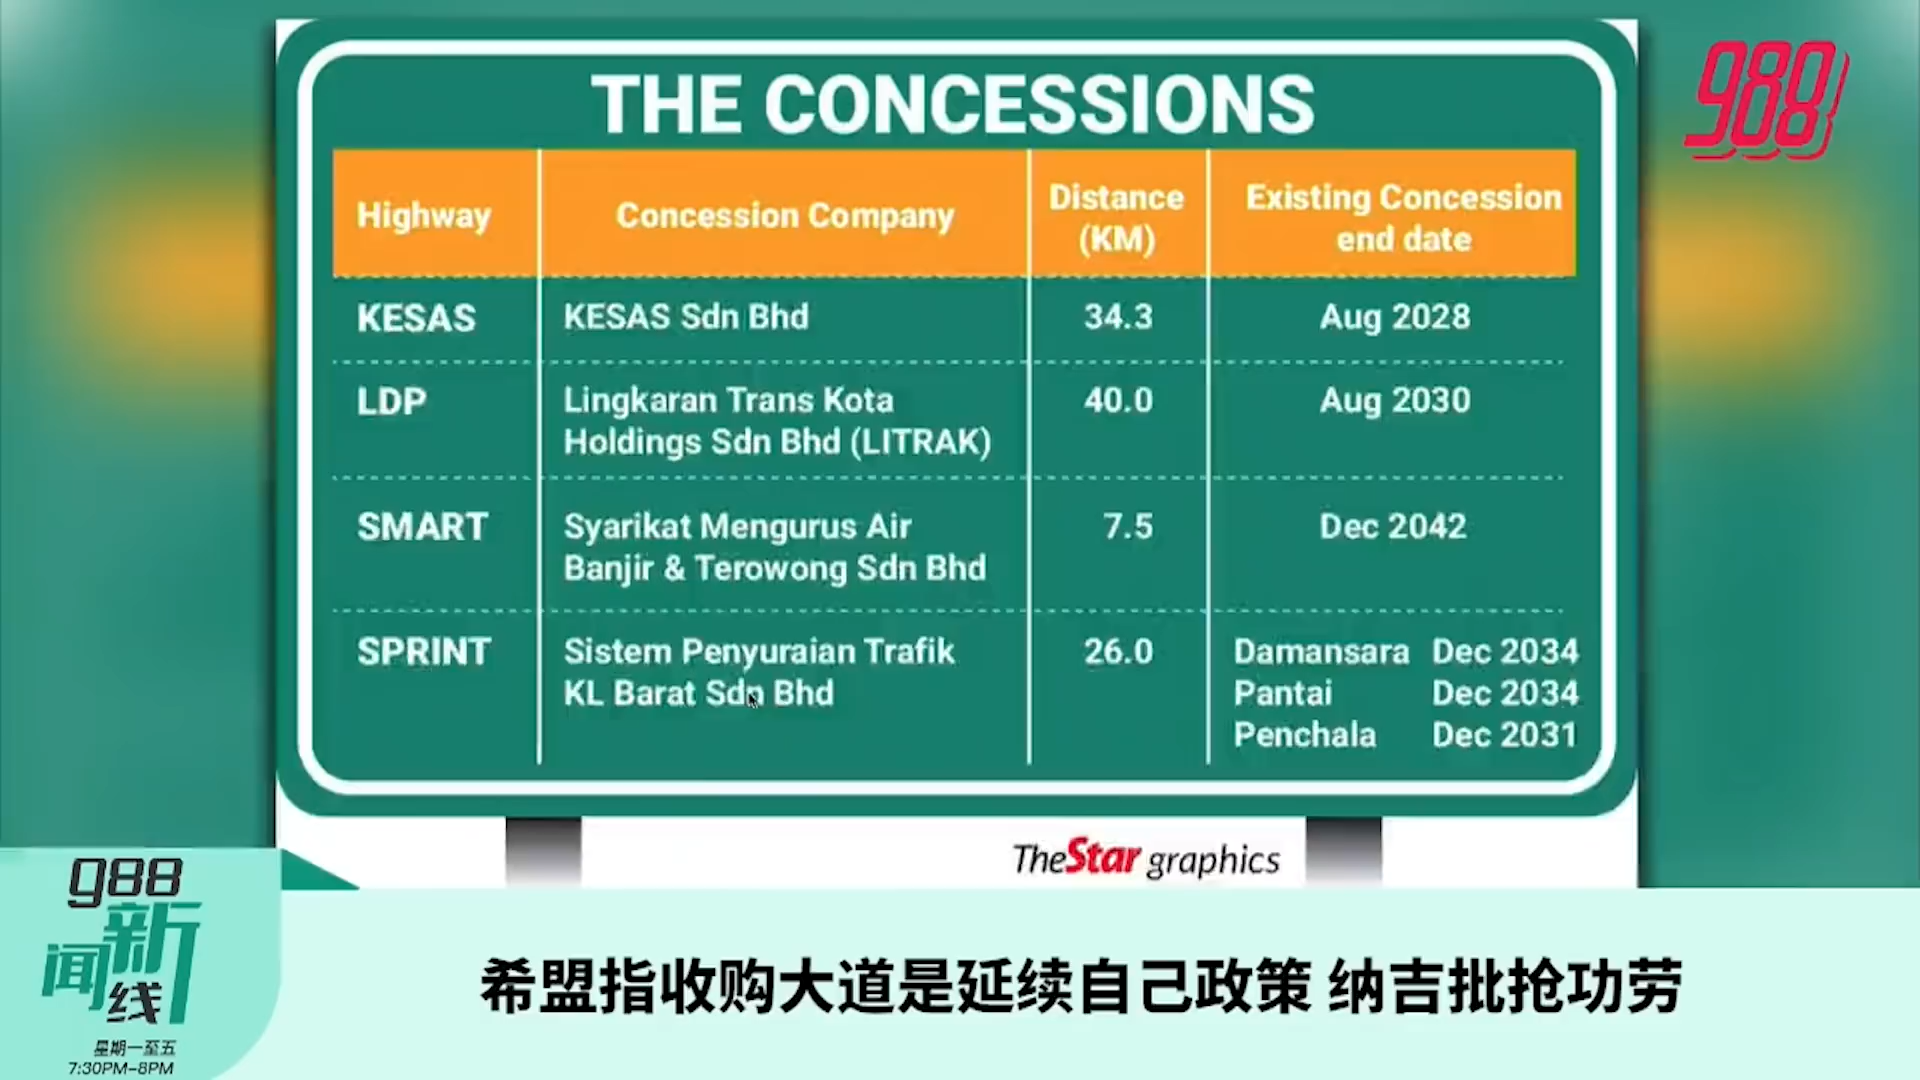 THE CONCESSIONS
988
Highway
Concession Company
Distance (KM)
Existing Concession end date
KESAS
KESAS Sdn Bhd
34.3
Aug 2028
LDP
Lingkaran Trans Kota
Holdings Sdn Bhd (LITRAK)
40.0
Aug 2030
SMART
Syarikat Mengurus Air
Banjir & Terowong Sdn Bhd
7.5
Dec 2042
SPRINT
Sistem Penyuraian Trafik
KL Barat Sdn Bhd
26.0
Damansara Dec 2034
Pantai Dec 2034
Penchala Dec 2031
TheStar graphics
988
新闻线
星期一至五
7:30PM-8PM
希盟指收购大道是延续自己政策 纳吉批抢功劳